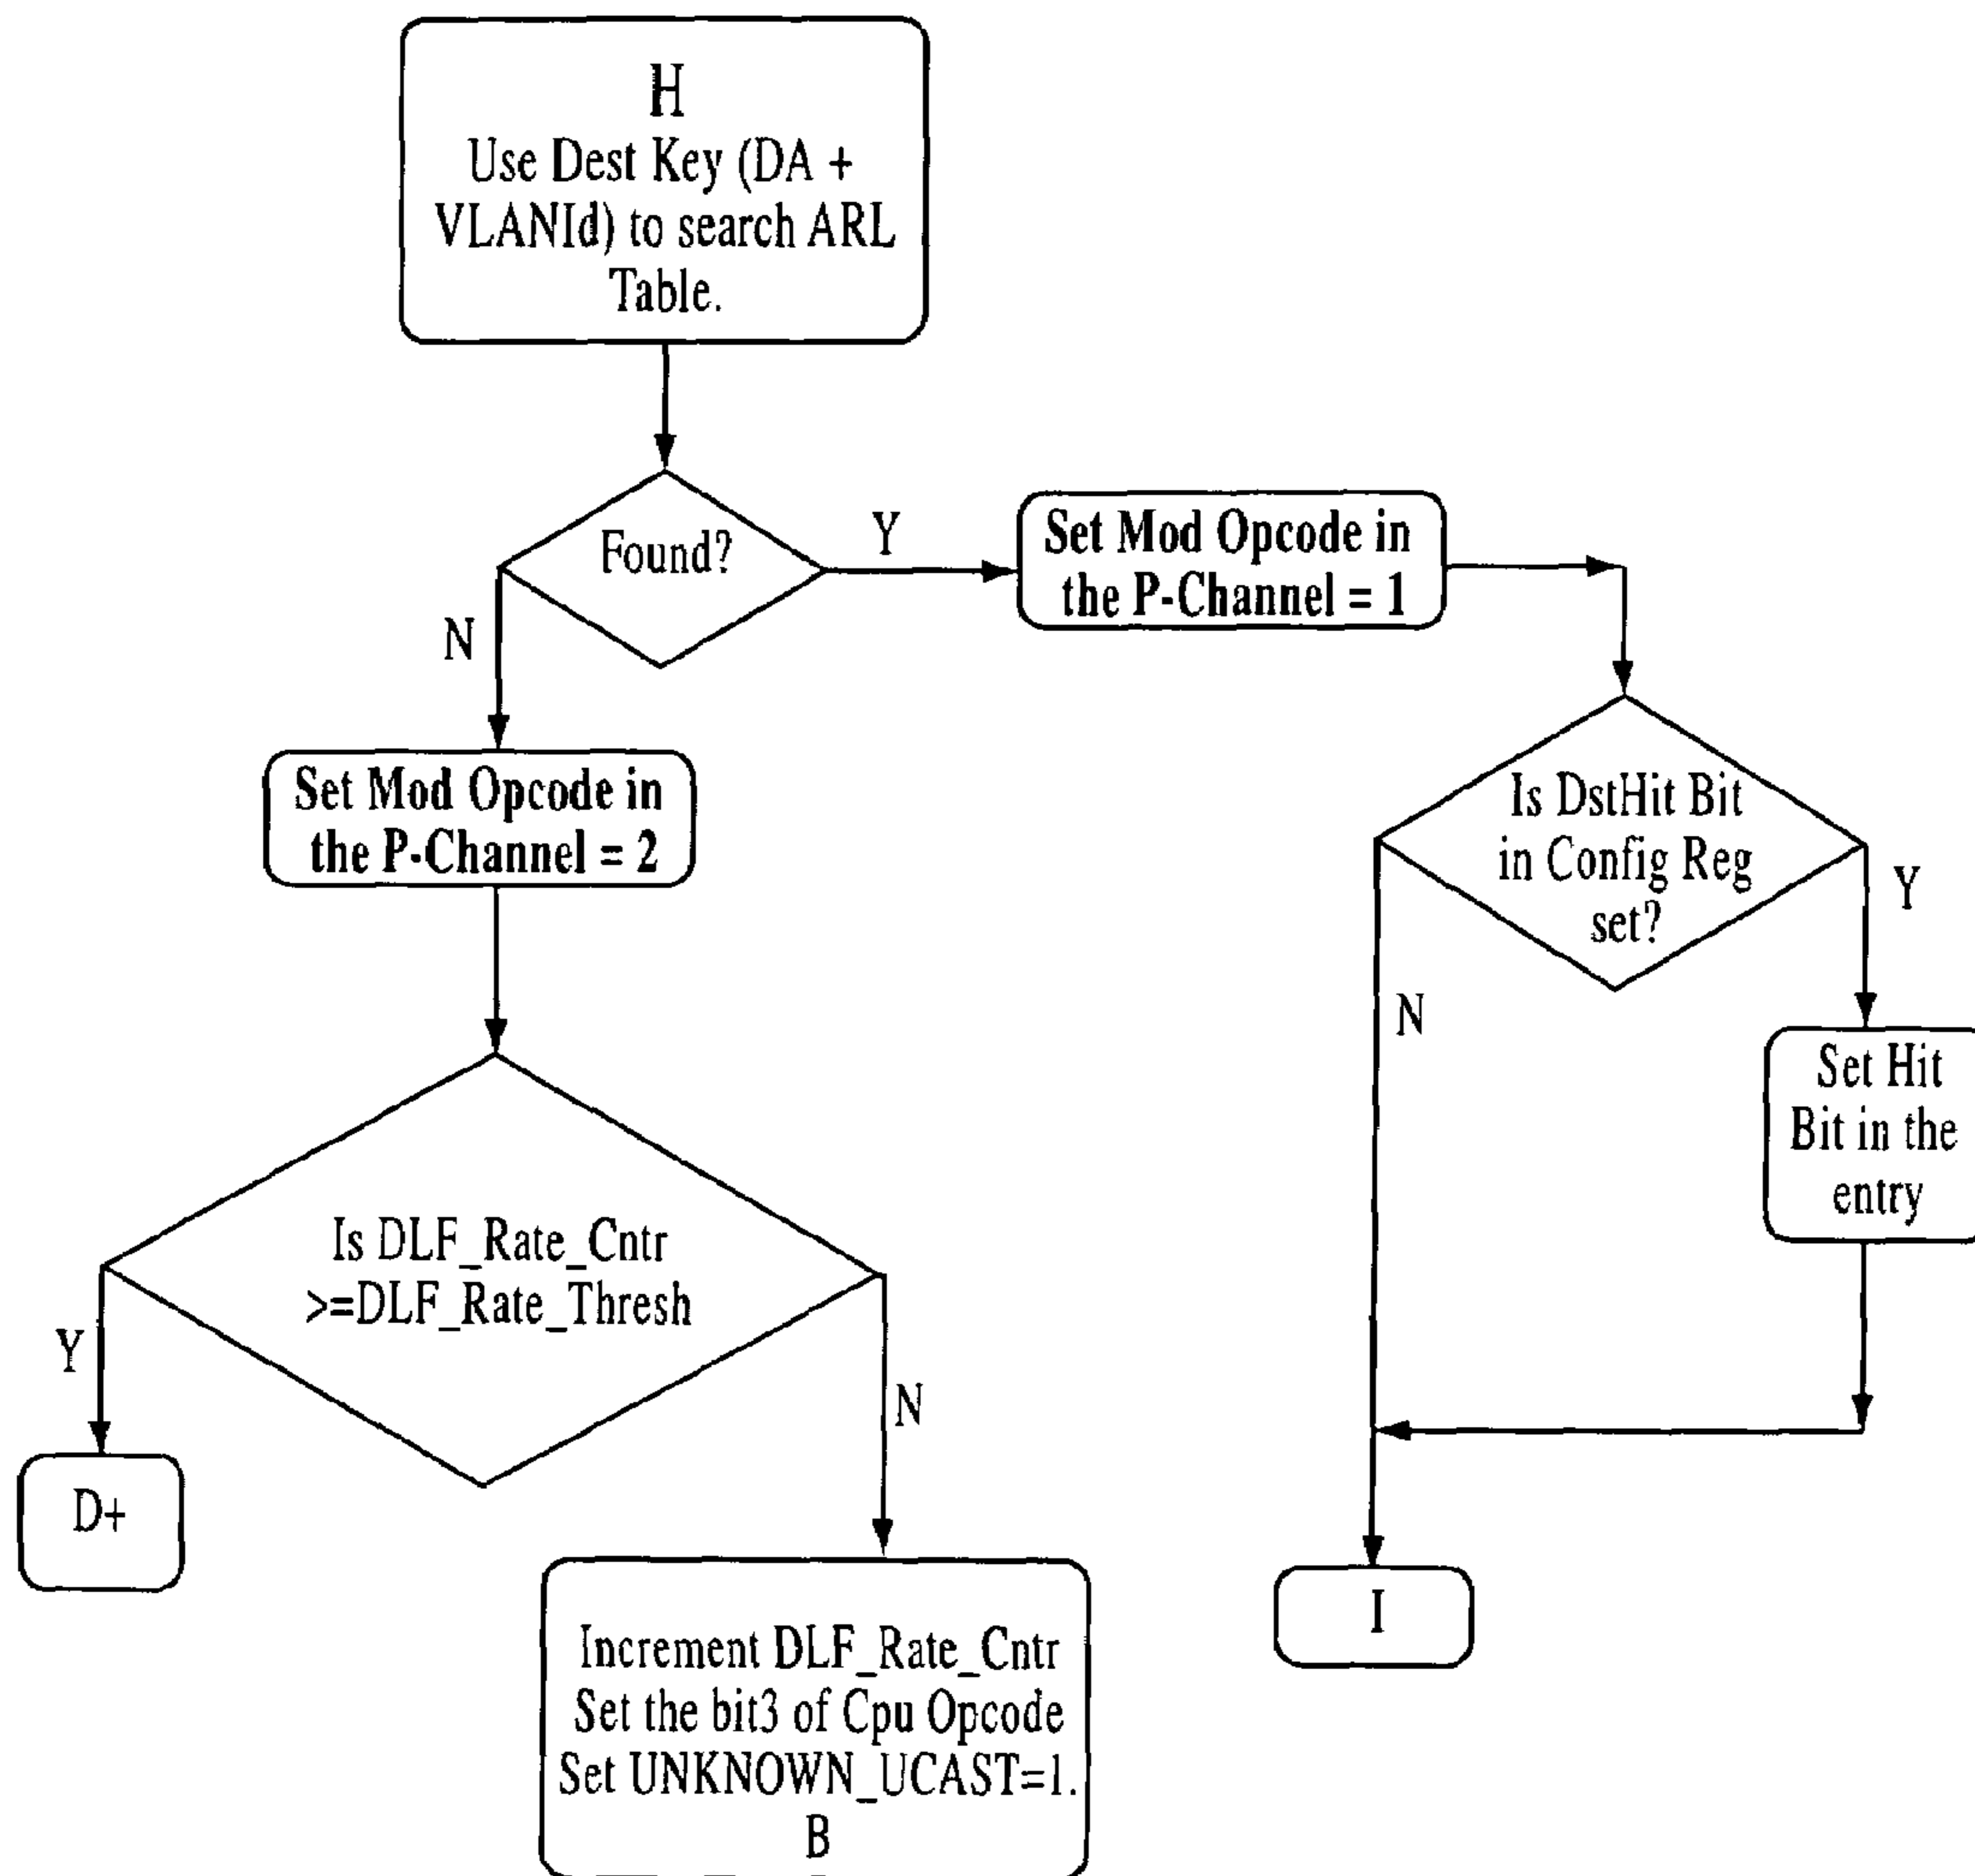 H
Use Dest Key (DA +
VLANId) to search ARL
Table.
Found?
Y
Set Mod Opcode in
the P-Channel = 1
N
Set Mod Opcode in
the P-Channel = 2
Is DstHit Bit
in Config Reg
set?
Y
N
Set Hit
Bit in the
entry
Is DLF_Rate_Cntr
>=DLF_Rate_Thresh
Y
N
D+
I
Increment DLF_Rate_Cntr
Set the bit3 of Cpu Opcode
Set UNKNOWN_UCAST=1.
B